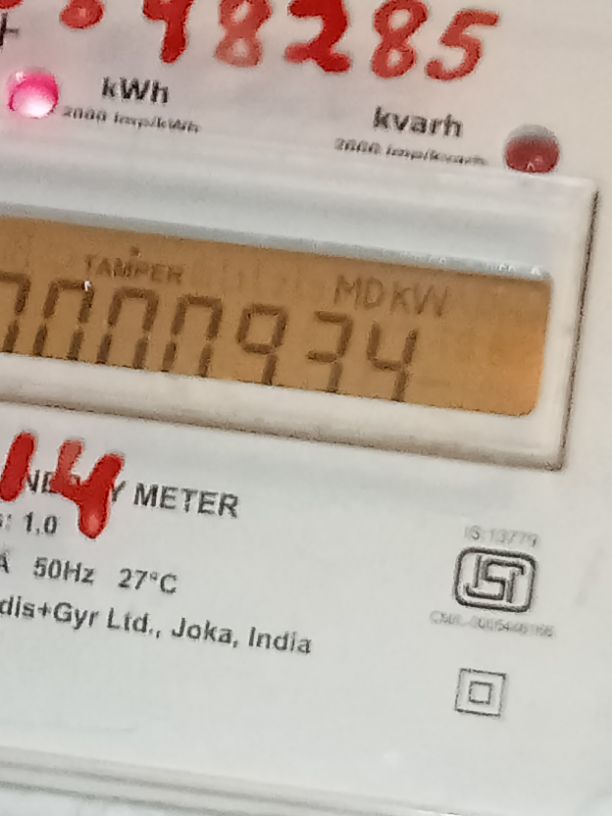 48285
kWh
2000 imp/kWh
kvarh
2000 imp/kvarh
TAMPER
MD KW
0000934
14
Y METER
: 1.0
A 50Hz 27°C
dis+Gyr Ltd., Joka, India
IS 13779